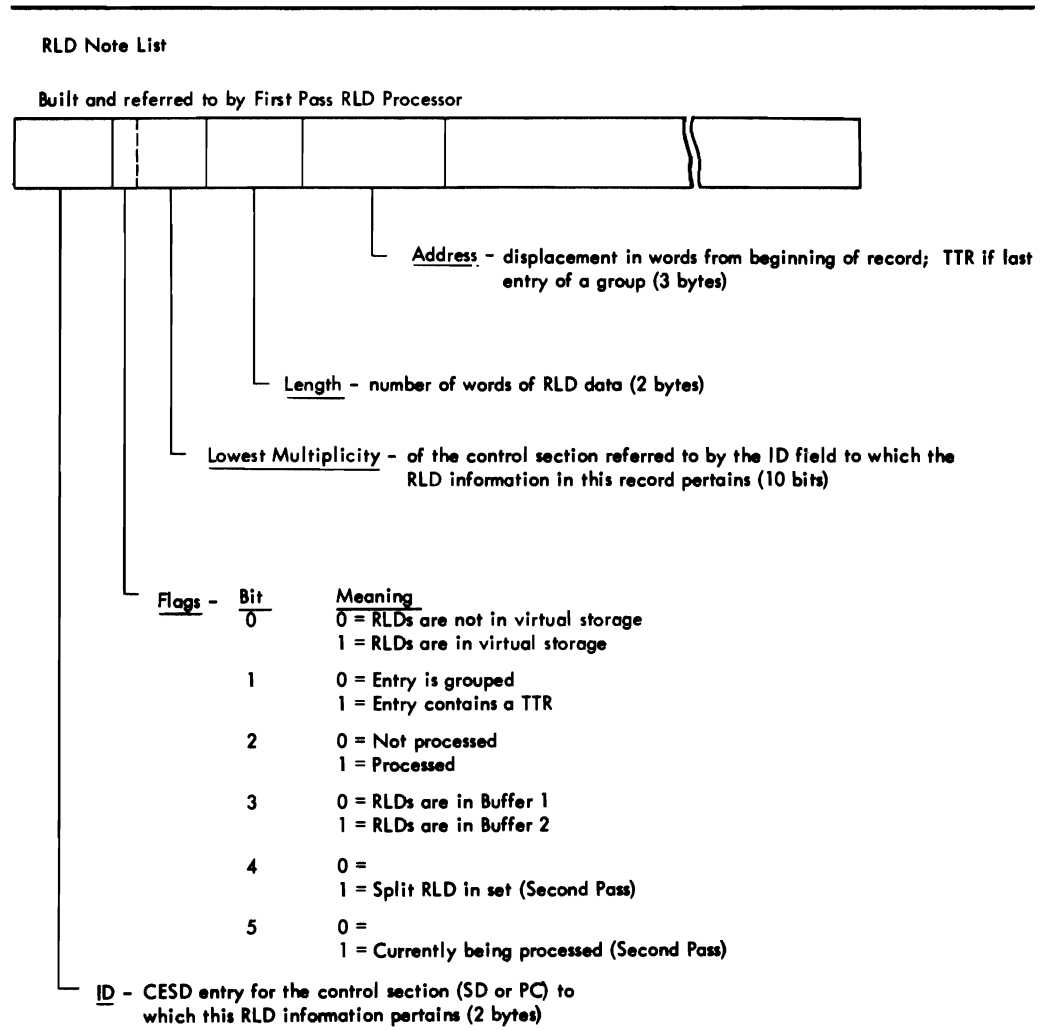 RLD Note List
Built and referred to by First Pass RLD Processor
Address - displacement in words from beginning of record; TTR if last
entry of a group (3 bytes)
Length - number of words of RLD data (2 bytes)
Lowest Multiplicity - of the control section referred to by the ID field to which the
RLD information in this record pertains (10 bits)
Flags - Bit Meaning
0 0 = RLDs are not in virtual storage
1 = RLDs are in virtual storage
1 0 = Entry is grouped
1 = Entry contains a TTR
2 0 = Not processed
1 = Processed
3 0 = RLDs are in Buffer 1
1 = RLDs are in Buffer 2
4 0 =
1 = Split RLD in set (Second Pass)
5 0 =
1 = Currently being processed (Second Pass)
ID - CESD entry for the control section (SD or PC) to
which this RLD information pertains (2 bytes)